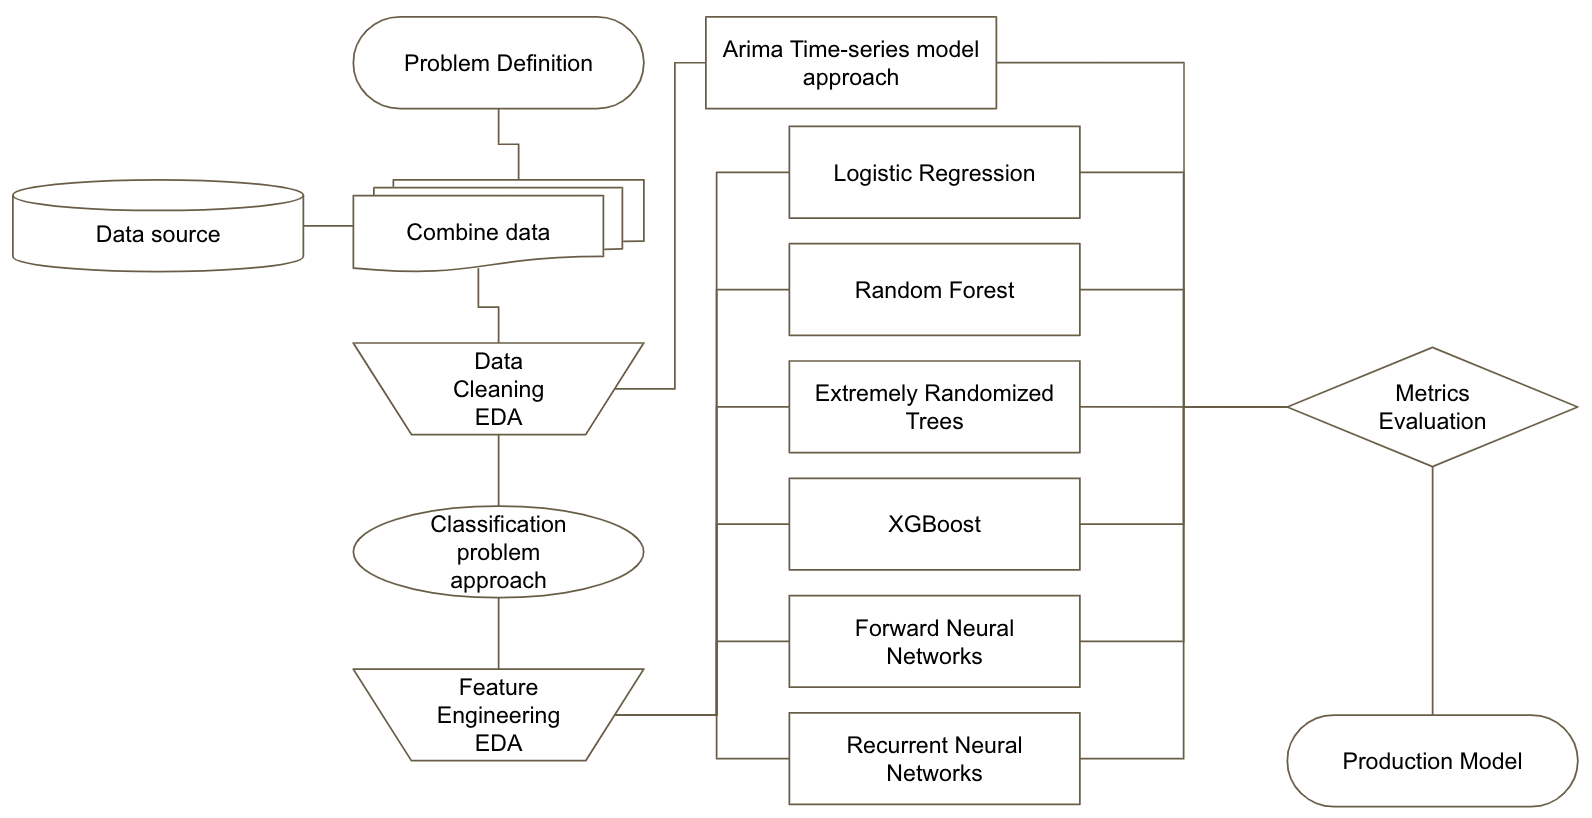 Problem Definition
Data source
Combine data
Data
Cleaning
EDA
Classification
problem
approach
Feature
Engineering
EDA
Arima Time-series model
approach
Logistic Regression
Random Forest
Extremely Randomized
Trees
XGBoost
Forward Neural
Networks
Recurrent Neural
Networks
Metrics
Evaluation
Production Model